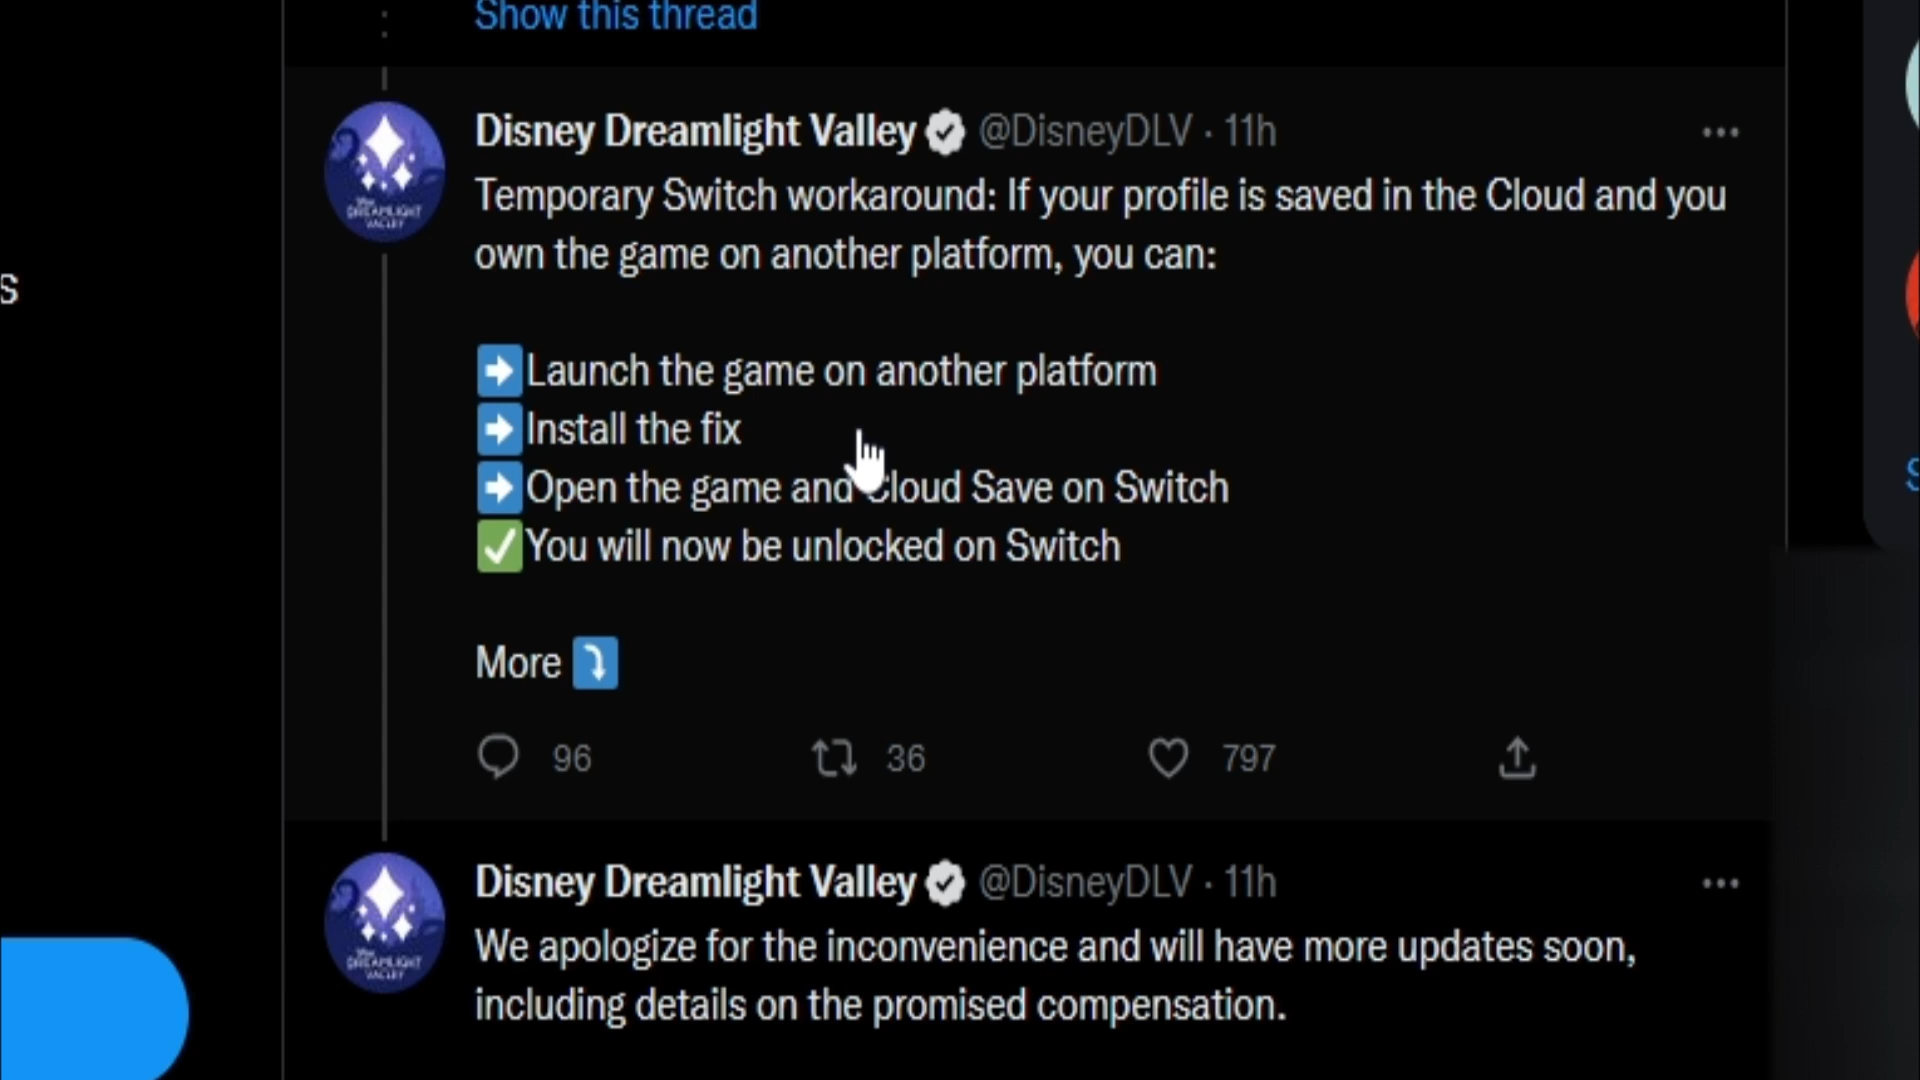 Show this thread
Disney Dreamlight Valley @DisneyDLV · 11h
Temporary Switch workaround: If your profile is saved in the Cloud and you
own the game on another platform, you can:
➡Launch the game on another platform
➡Install the fix
➡Open the game and Cloud Save on Switch
✅You will now be unlocked on Switch
More ⤵
96 36 797
Disney Dreamlight Valley @DisneyDLV · 11h
We apologize for the inconvenience and will have more updates soon,
including details on the promised compensation.
s
DREAMLIGHT
VALLEY
DREAMLIGHT
VALLEY